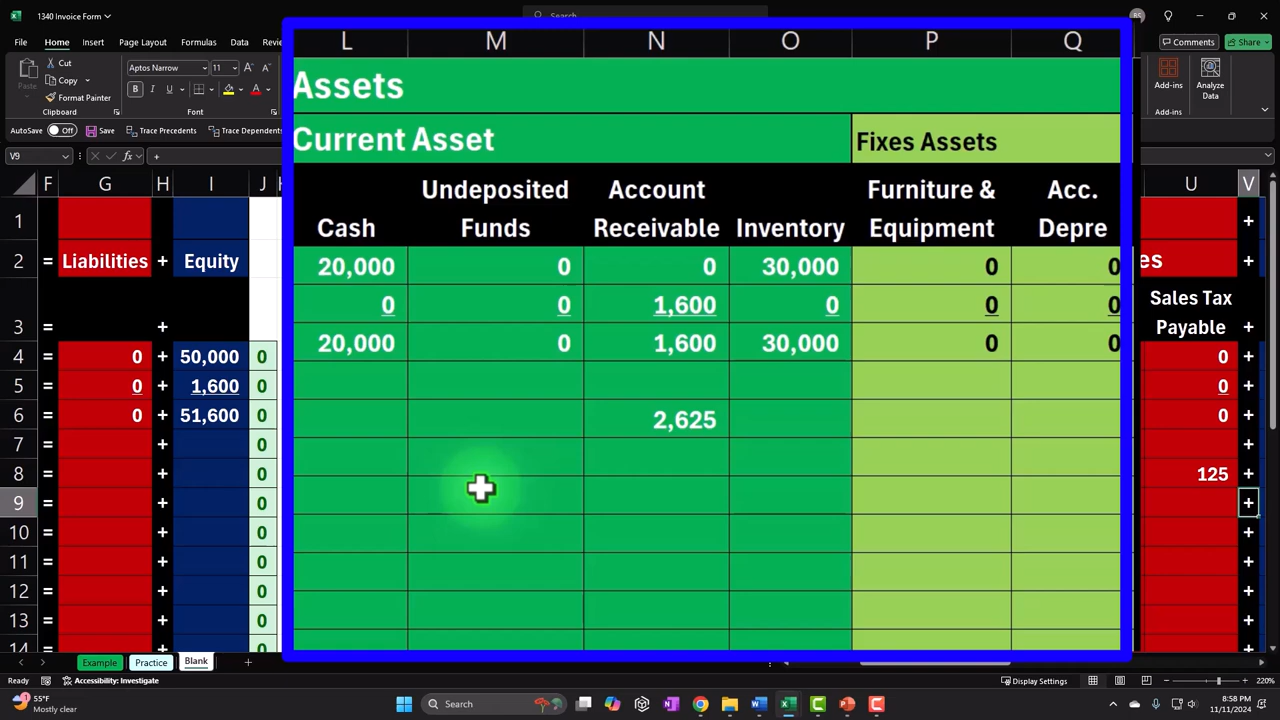 1340 Invoice Form
Search
BS
File Home Insert Page Layout Formulas Data Comments Share
Cut
Copy
Format Painter
Paste
Clipboard
Aptos Narrow 11
B I U
Font
Add-ins
Analyze Data
Add-ins
AutoSave Off Save Trace Precedents Trace Dependents
V9 fx +
F G H I J U V
L M N O P Q
Assets
Current Asset Fixes Assets
Undeposited Account Furniture & Acc.
Cash Funds Receivable Inventory Equipment Depre
20,000 0 0 30,000 0 0
0 0 1,600 0 0 0
20,000 0 1,600 30,000 0 0
2,625
1 +
2 = Liabilities + Equity es +
Sales Tax
3 = + Payable +
4 = 0 + 50,000 0 0 +
5 = 0 + 1,600 0 0 +
6 = 0 + 51,600 0 0 +
7 = + 0 +
8 = + 0 125 +
9 = + 0 +
10 = + 0 +
11 = + 0 +
12 = + 0 +
13 = + 0 +
14
Example Practice Blank +
Ready Accessibility: Investigate Display Settings 220%
55°F
Mostly clear
Search
8:58 PM
11/11/2024